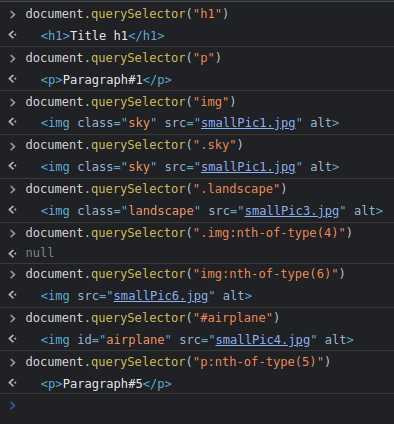 document.querySelector("h1")
<h1>Title h1</h1>
document.querySelector("p")
<p>Paragraph#1</p>
document.querySelector("img")
<img class="sky" src="smallPic1.jpg" alt>
document.querySelector(".sky")
<img class="sky" src="smallPic1.jpg" alt>
document.querySelector(".landscape")
<img class="landscape" src="smallPic3.jpg" alt>
document.querySelector(".img:nth-of-type(4)")
null
document.querySelector("img:nth-of-type(6)")
<img src="smallPic6.jpg" alt>
document.querySelector("#airplane")
<img id="airplane" src="smallPic4.jpg" alt>
document.querySelector("p:nth-of-type(5)")
<p>Paragraph#5</p>